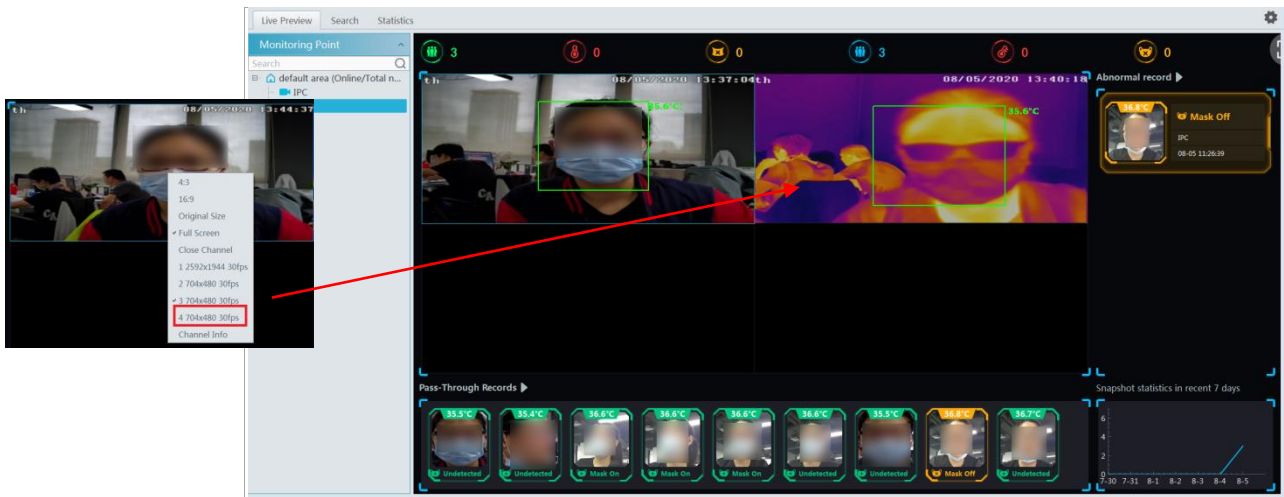 Live Preview Search Statistics
Monitoring Point
Search
default area (Online/Total n...
IPC
3 0 0 3 0 0
th 08/05/2020 13:44:37
4:3
16:9
Original Size
Full Screen
Close Channel
1 2592x1944 30fps
2 704x480 30fps
3 704x480 30fps
4 704x480 30fps
Channel Info
th 08/05/2020 13:37:04
35.6°C
th 08/05/2020 13:40:18
35.6°C
Abnormal record
36.8°C
Mask Off
IPC
08-05 11:26:39
Pass-Through Records
35.5°C 35.4°C 36.6°C 36.6°C 36.6°C 36.6°C 35.5°C 36.8°C 36.7°C
Undetected Undetected Mask On Mask On Mask On Undetected Undetected Mask Off Undetected
Snapshot statistics in recent 7 days
6
4
2
0
7-30 7-31 8-1 8-2 8-3 8-4 8-5